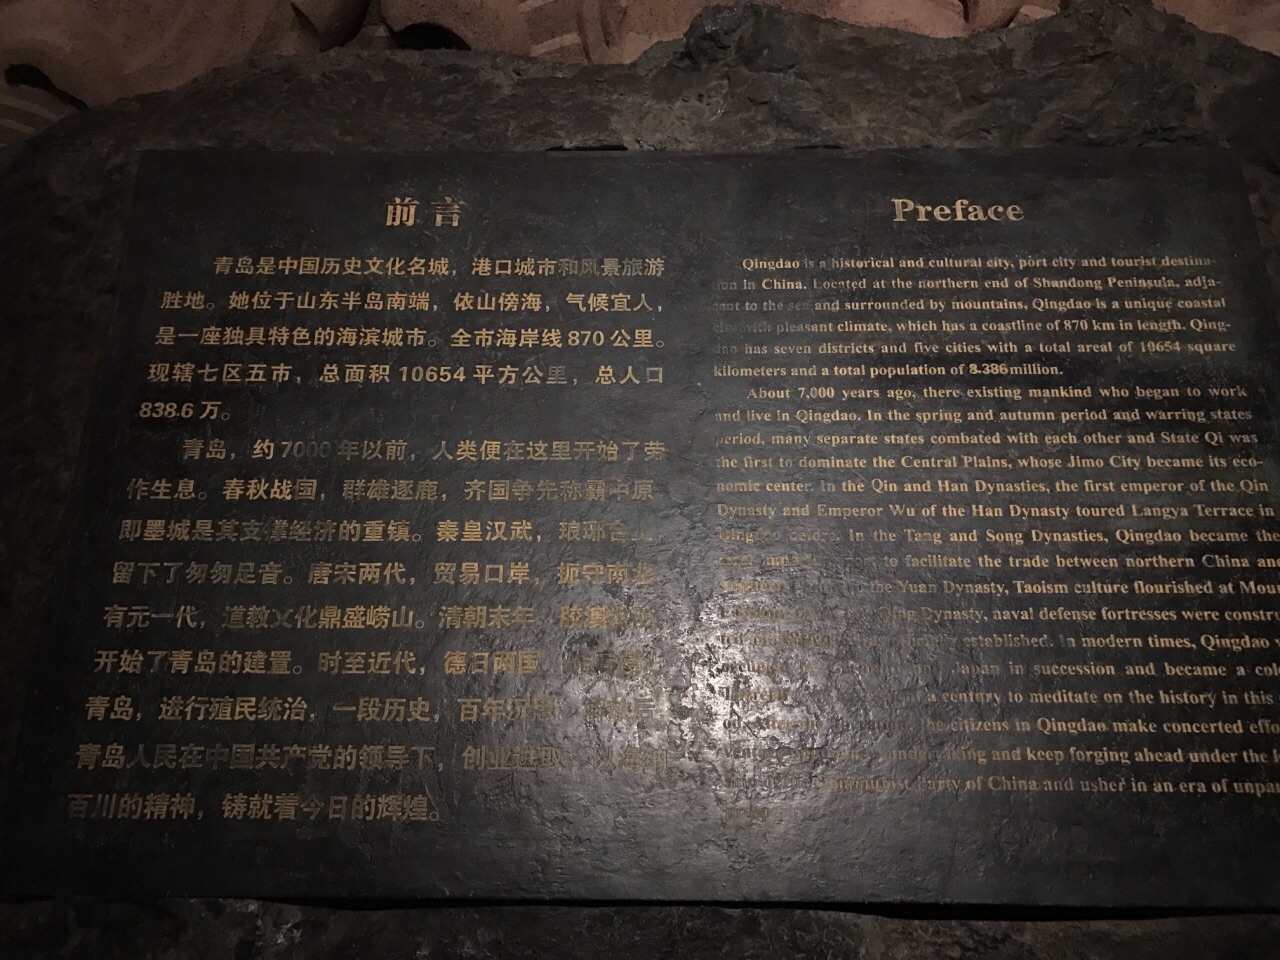 前言
青岛是中国历史文化名城，港口城市和风景旅游
胜地。她位于山东半岛南端，依山傍海，气候宜人，
是一座独具特色的海滨城市。全市海岸线870公里。
现辖七区五市，总面积10654平方公里，总人口
838.6万。
青岛，约7000年以前，人类便在这里开始了劳
作生息。春秋战国，群雄逐鹿，齐国争先称霸中原
即墨城是其支撑经济的重镇。秦皇汉武，琅琊台上
留下了匆匆足音。唐宋两代，贸易口岸，扼守南北
有元一代，道教文化鼎盛崂山。清朝末年
开始了青岛的建置。时至近代，德日两国
青岛，进行殖民统治，一段历史，百年沉思
青岛人民在中国共产党的领导下，创业进取，以海纳
百川的精神，铸就着今日的辉煌。
Preface
Qingdao is a historical and cultural city, port city and tourist destina-
tion in China. Located at the northern end of Shandong Peninsula, adja-
cent to the sea and surrounded by mountains, Qingdao is a unique coastal
city with pleasant climate, which has a coastline of 870 km in length. Qing-
dao has seven districts and five cities with a total areal of 10654 square
kilometers and a total population of 8.386 million.
About 7,000 years ago, there existing mankind who began to work
and live in Qingdao. In the spring and autumn period and warring states
period, many separate states combated with each other and State Qi was
the first to dominate the Central Plains, whose Jimo City became its eco-
nomic center. In the Qin and Han Dynasties, the first emperor of the Qin
Dynasty and Emperor Wu of the Han Dynasty toured Langya Terrace in
Qingdao before. In the Tang and Song Dynasties, Qingdao became the
to facilitate the trade between northern China and
the Yuan Dynasty, Taoism culture flourished at
Qing Dynasty, naval defense fortresses were
established. In modern times, Qingdao
Japan in succession and became a
a century to meditate on the history in this
the citizens in Qingdao make concerted
and keep forging ahead under the
Communist Party of China and usher in an era of